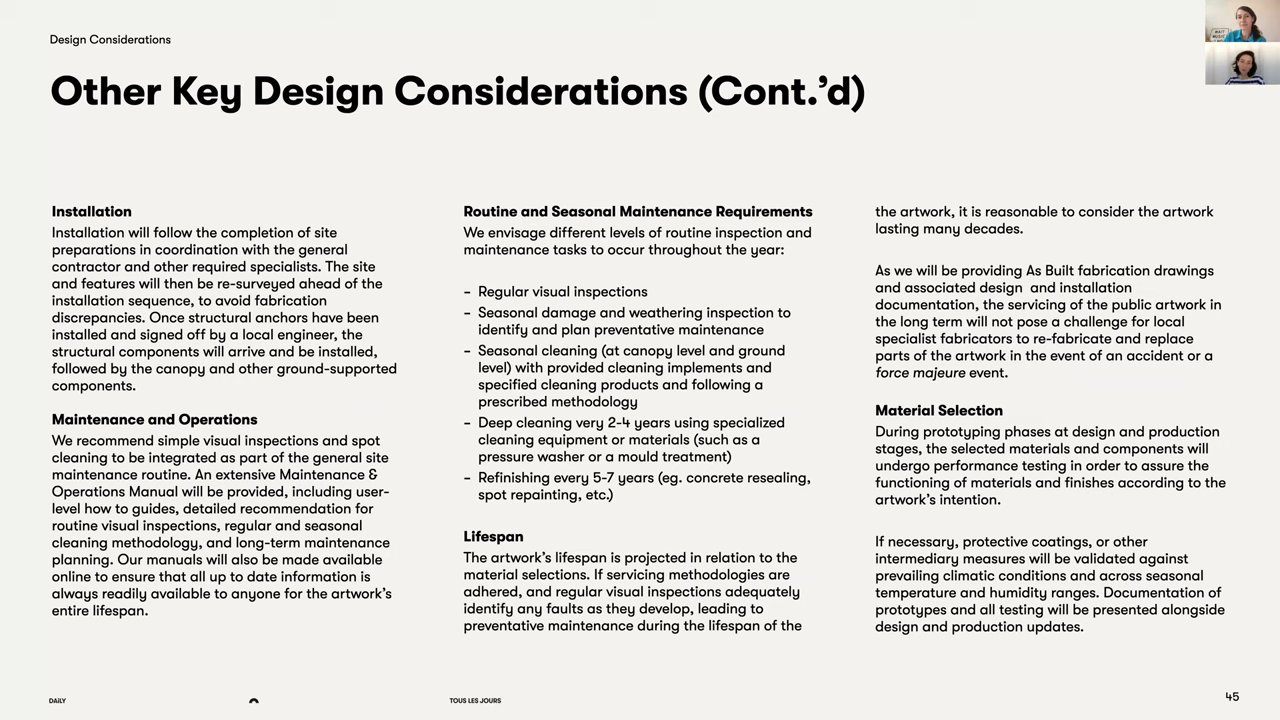 Design Considerations
Other Key Design Considerations (Cont.'d)
Installation
Installation will follow the completion of site
preparations in coordination with the general
contractor and other required specialists. The site
and features will then be re-surveyed ahead of the
installation sequence, to avoid fabrication
discrepancies. Once structural anchors have been
installed and signed off by a local engineer, the
structural components will arrive and be installed,
followed by the canopy and other ground-supported
components.
Maintenance and Operations
We recommend simple visual inspections and spot
cleaning to be integrated as part of the general site
maintenance routine. An extensive Maintenance &
Operations Manual will be provided, including user-
level how to guides, detailed recommendation for
routine visual inspections, regular and seasonal
cleaning methodology, and long-term maintenance
planning. Our manuals will also be made available
online to ensure that all up to date information is
always readily available to anyone for the artwork's
entire lifespan.
Routine and Seasonal Maintenance Requirements
We envisage different levels of routine inspection and
maintenance tasks to occur throughout the year:
– Regular visual inspections
– Seasonal damage and weathering inspection to
identify and plan preventative maintenance
– Seasonal cleaning (at canopy level and ground
level) with provided cleaning implements and
specified cleaning products and following a
prescribed methodology
– Deep cleaning very 2-4 years using specialized
cleaning equipment or materials (such as a
pressure washer or a mould treatment)
– Refinishing every 5-7 years (eg. concrete resealing,
spot repainting, etc.)
Lifespan
The artwork's lifespan is projected in relation to the
material selections. If servicing methodologies are
adhered, and regular visual inspections adequately
identify any faults as they develop, leading to
preventative maintenance during the lifespan of the
the artwork, it is reasonable to consider the artwork
lasting many decades.
As we will be providing As Built fabrication drawings
and associated design and installation
documentation, the servicing of the public artwork in
the long term will not pose a challenge for local
specialist fabricators to re-fabricate and replace
parts of the artwork in the event of an accident or a
force majeure event.
Material Selection
During prototyping phases at design and production
stages, the selected materials and components will
undergo performance testing in order to assure the
functioning of materials and finishes according to the
artwork's intention.
If necessary, protective coatings, or other
intermediary measures will be validated against
prevailing climatic conditions and across seasonal
temperature and humidity ranges. Documentation of
prototypes and all testing will be presented alongside
design and production updates.
DAILY
TOUS LES JOURS
45